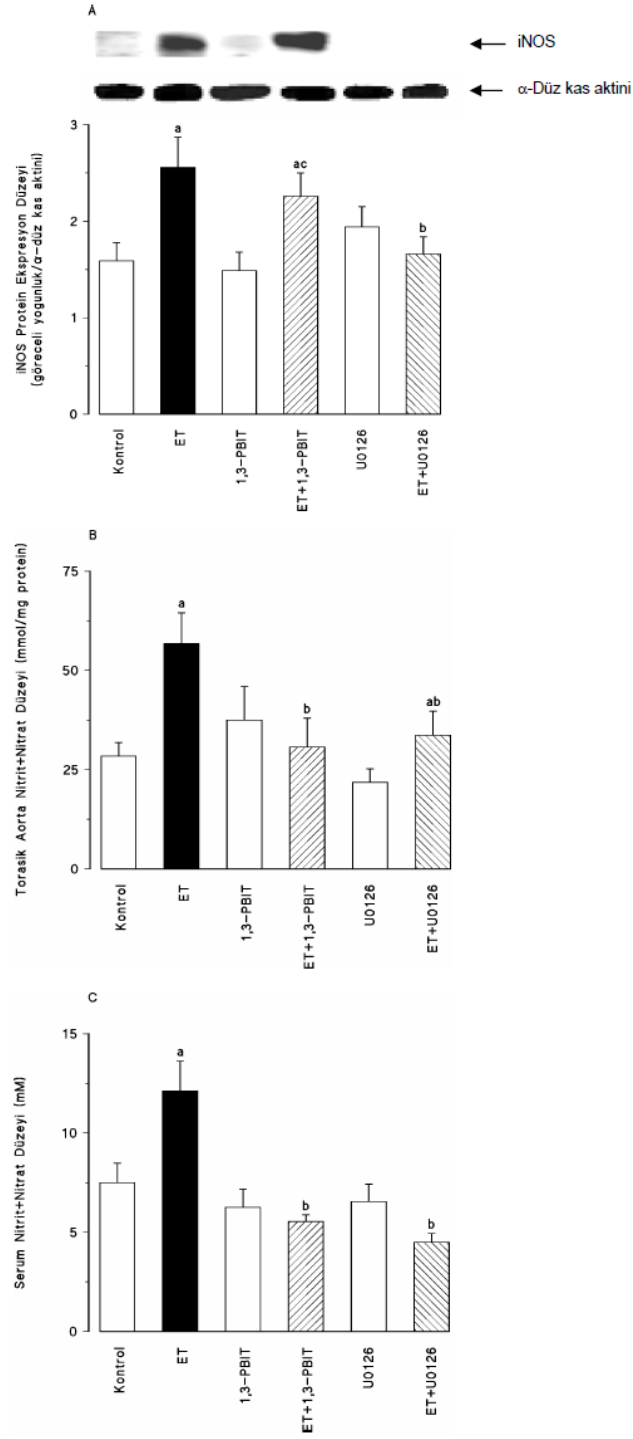 A
iNOS
α-Düz kas aktini
iNOS Protein Ekspresyon Düzeyi
(göreceli yogunluk/α-düz kas aktini)
3
2
1
0
a
ac
b
Kontrol
ET
1,3-PBIT
ET+1,3-PBIT
U0126
ET+U0126
B
Torasik Aorta Nitrit+Nitrat Düzeyi (mmol/mg protein)
75
50
25
0
a
b
ab
Kontrol
ET
1,3-PBIT
ET+1,3-PBIT
U0126
ET+U0126
C
Serum Nitrit+Nitrat Düzeyi (mM)
15
10
5
0
a
b
b
Kontrol
ET
1,3-PBIT
ET+1,3-PBIT
U0126
ET+U0126